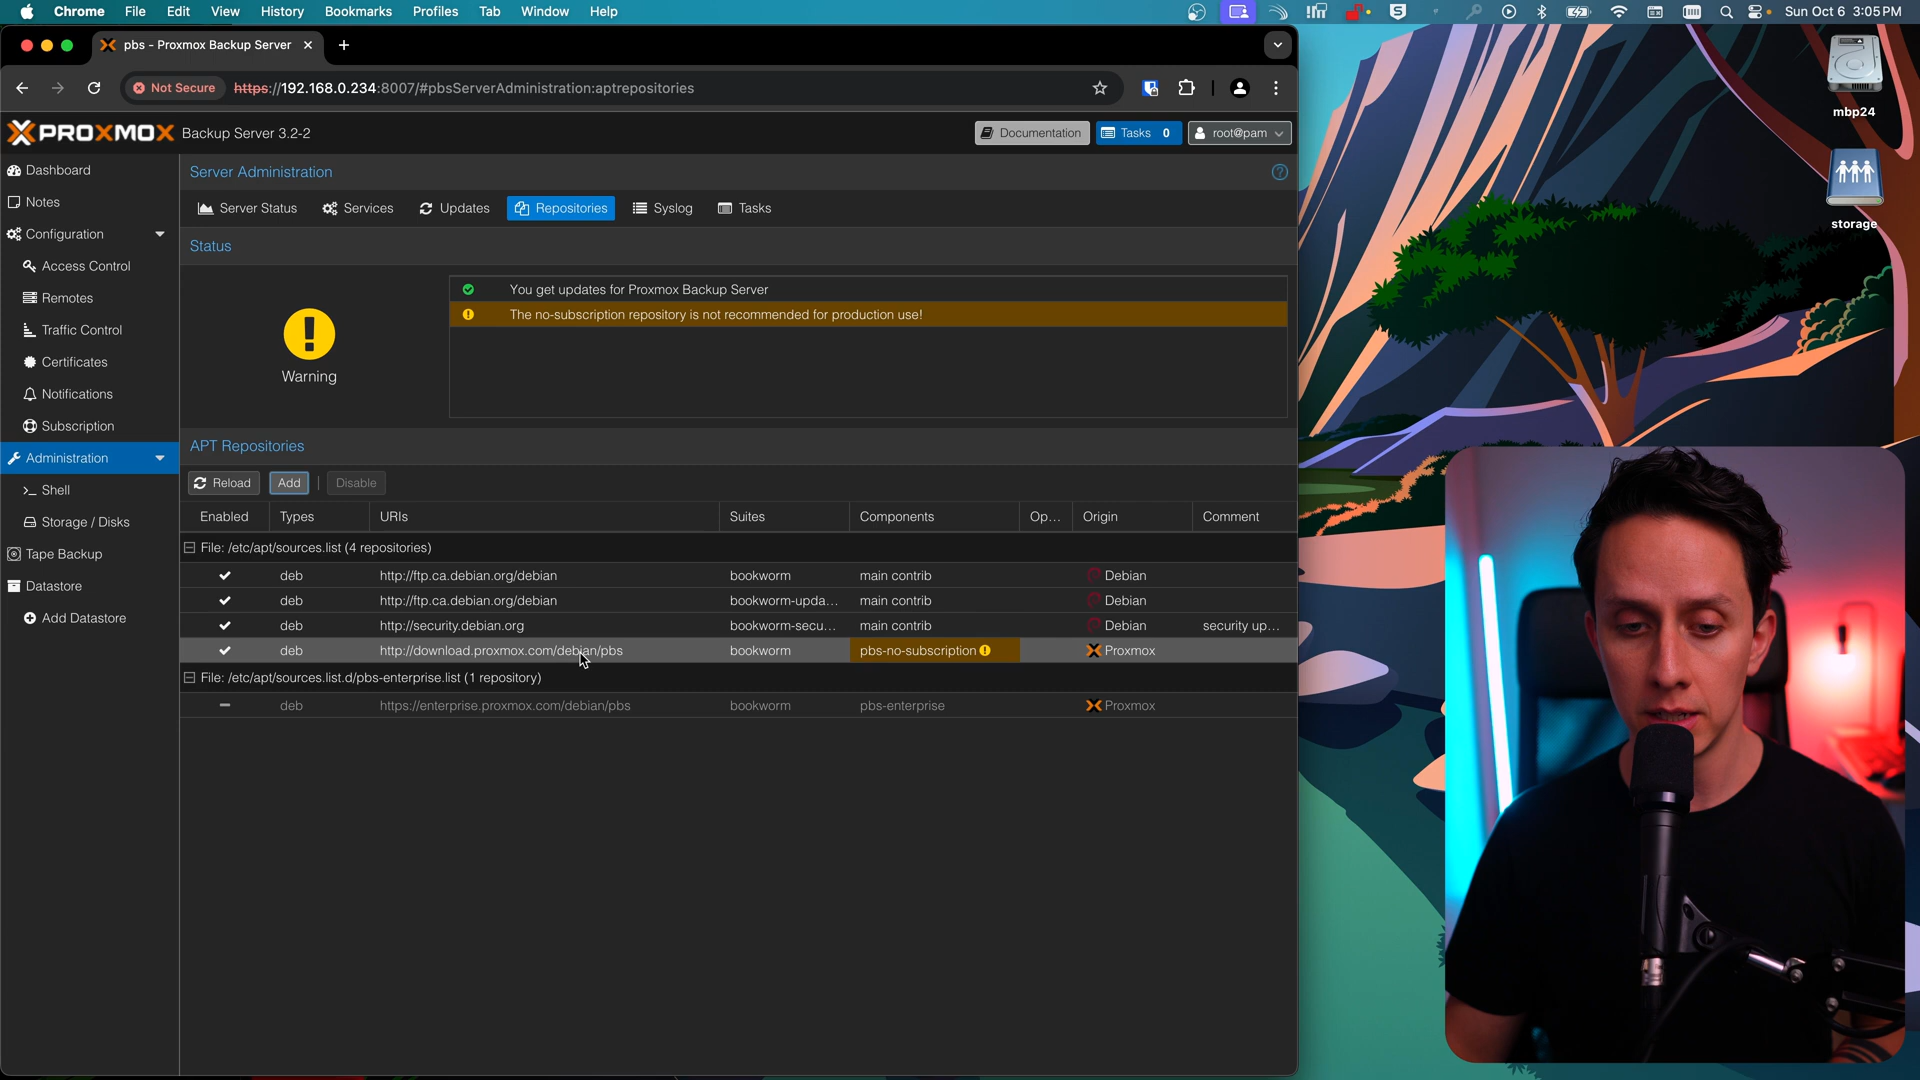 Chrome File Edit View History Bookmarks Profiles Tab Window Help Sun Oct 6 3:05 PM
pbs - Proxmox Backup Server
Not Secure https://192.168.0.234:8007/#pbsServerAdministration:aptrepositories
PROXMOX Backup Server 3.2-2 Documentation Tasks 0 root@pam
mbp24
storage
Dashboard
Notes
Configuration
Access Control
Remotes
Traffic Control
Certificates
Notifications
Subscription
Administration
Shell
Storage / Disks
Tape Backup
Datastore
Add Datastore
Server Administration
Server Status Services Updates Repositories Syslog Tasks
Status
Warning
You get updates for Proxmox Backup Server
The no-subscription repository is not recommended for production use!
APT Repositories
Reload Add Disable
Enabled Types URIs Suites Components Op... Origin Comment
File: /etc/apt/sources.list (4 repositories)
deb http://ftp.ca.debian.org/debian bookworm main contrib Debian
deb http://ftp.ca.debian.org/debian bookworm-upda... main contrib Debian
deb http://security.debian.org bookworm-secu... main contrib Debian security up...
deb http://download.proxmox.com/debian/pbs bookworm pbs-no-subscription Proxmox
File: /etc/apt/sources.list.d/pbs-enterprise.list (1 repository)
deb https://enterprise.proxmox.com/debian/pbs bookworm pbs-enterprise Proxmox